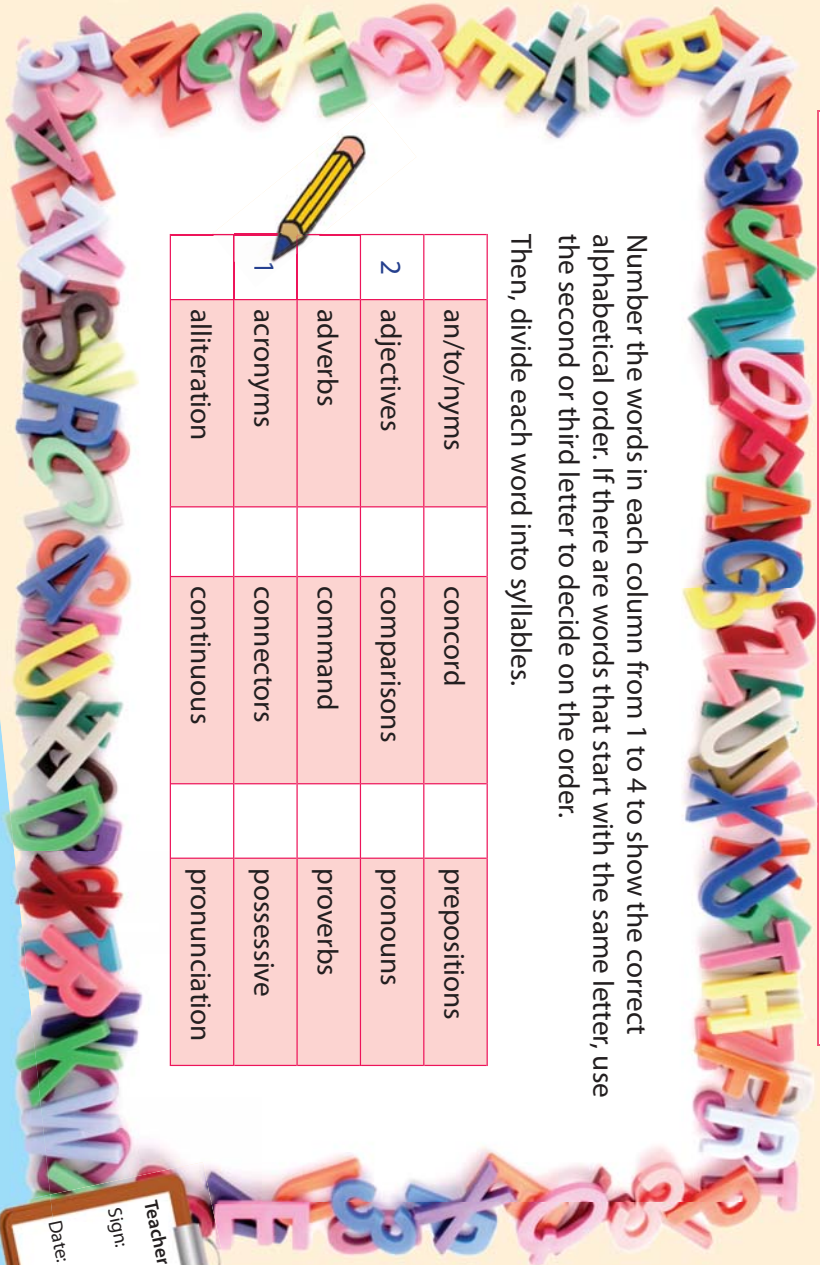 Number the words in each column from 1 to 4 to show the correct
alphabetical order. If there are words that start with the same letter, use
the second or third letter to decide on the order.
Then, divide each word into syllables.
an/to/nyms concord prepositions
2 adjectives comparisons pronouns
adverbs command proverbs
1 acronyms connectors possessive
alliteration continuous pronunciation
Teacher
Sign:
Date: